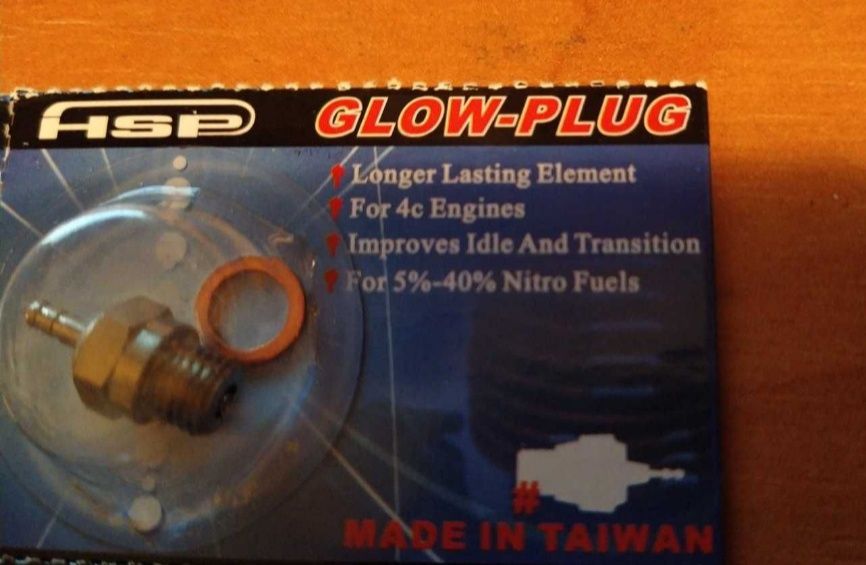 HSP
GLOW-PLUG
Longer Lasting Element
For 4c Engines
Improves Idle And Transition
For 5%-40% Nitro Fuels
#
MADE IN TAIWAN